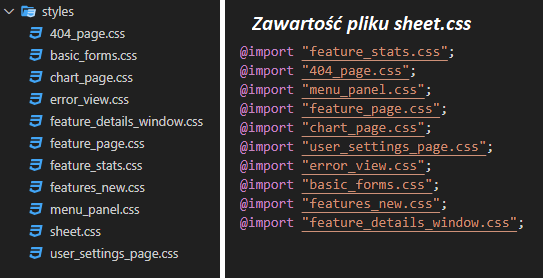 styles
404_page.css
basic_forms.css
chart_page.css
error_view.css
feature_details_window.css
feature_page.css
feature_stats.css
features_new.css
menu_panel.css
sheet.css
user_settings_page.css
Zawartość pliku sheet.css
@import "feature_stats.css";
@import "404_page.css";
@import "menu_panel.css";
@import "feature_page.css";
@import "chart_page.css";
@import "user_settings_page.css";
@import "error_view.css";
@import "basic_forms.css";
@import "features_new.css";
@import "feature_details_window.css";